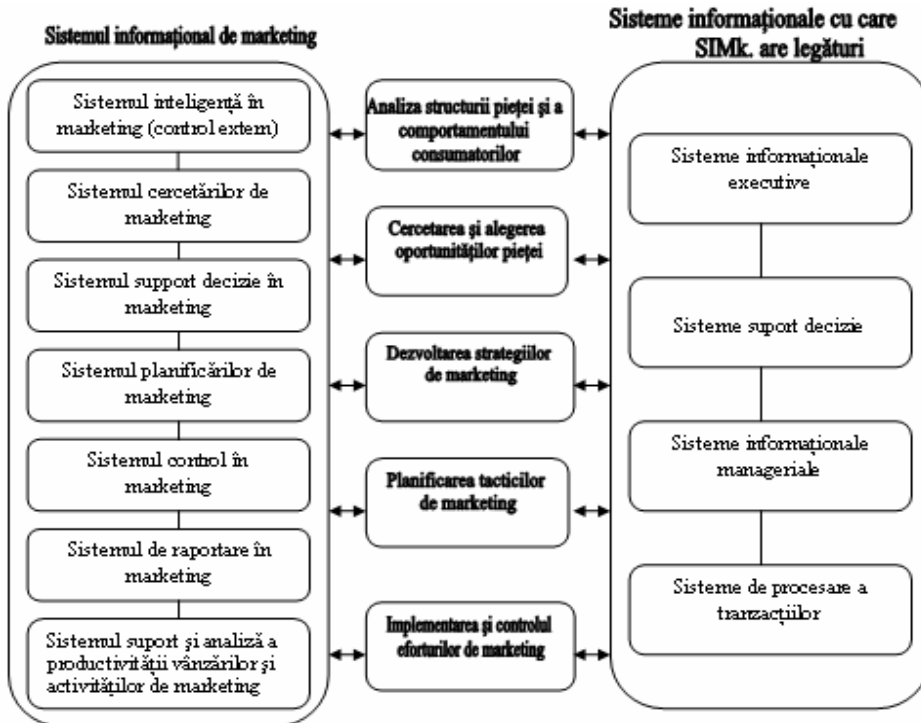 Sistemul informațional de marketing
Sisteme informaționale cu care
SIMk. are legături
Sistemul inteligență în
marketing (control extern)
Sistemul cercetărilor de
marketing
Sistemul support decizie în
marketing
Sistemul planificărilor de
marketing
Sistemul control în
marketing
Sistemul de raportare în
marketing
Sistemul suport și analiză a
productivității vânzărilor și
activităților de marketing
Analiza structurii pieței și a
comportamentului
consumatorilor
Cercetarea și alegerea
oportunităților pieței
Dezvoltarea strategiilor
de marketing
Planificarea tacticilor
de marketing
Implementarea și controlul
eforturilor de marketing
Sisteme informaționale
executive
Sisteme suport decizie
Sisteme informaționale
manageriale
Sisteme de procesare a
tranzacțiilor